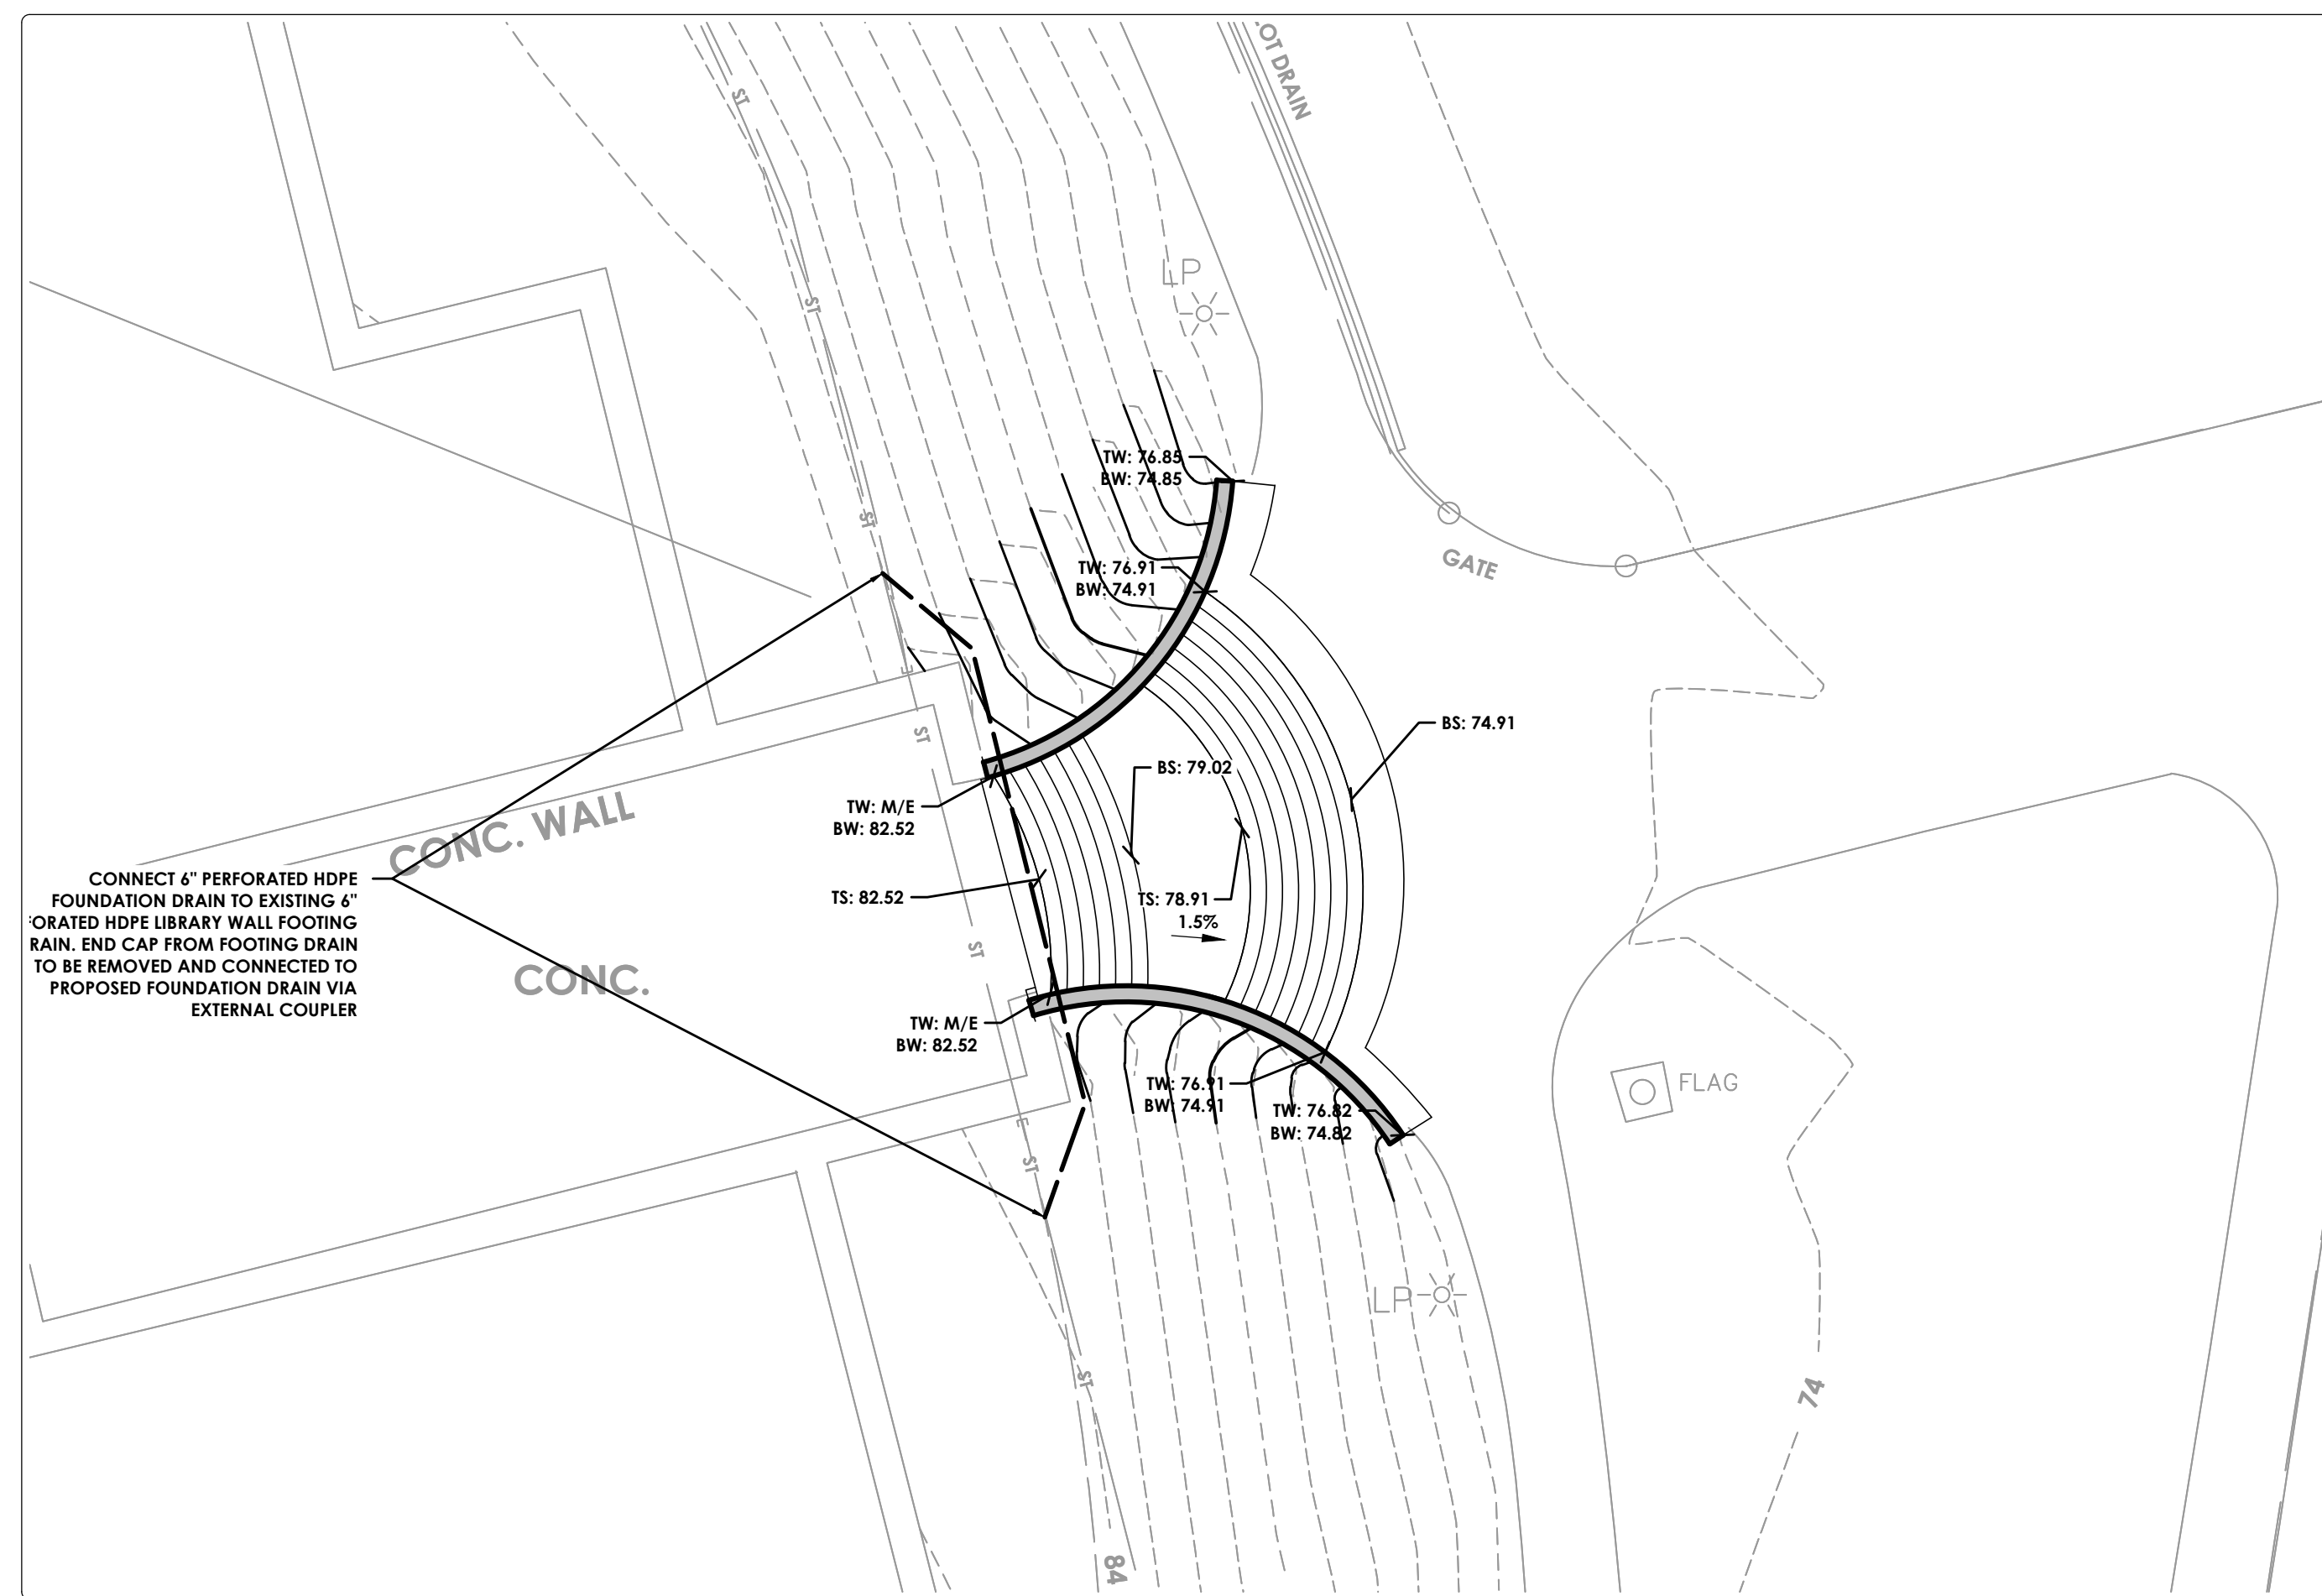 OT DRAIN
ST
LP
ST
TW: 76.85
BW: 74.85
ST
GATE
TW: 76.91
BW: 74.91
BS: 74.91
ST
BS: 79.02
TW: M/E
BW: 82.52
CONC. WALL
CONNECT 6" PERFORATED HDPE
FOUNDATION DRAIN TO EXISTING 6"
FORATED HDPE LIBRARY WALL FOOTING
RAIN. END CAP FROM FOOTING DRAIN
TO BE REMOVED AND CONNECTED TO
PROPOSED FOUNDATION DRAIN VIA
EXTERNAL COUPLER
TS: 82.52
TS: 78.91
1.5%
ST
CONC.
TW: M/E
BW: 82.52
TW: 76.91
BW: 74.91
TW: 76.82
BW: 74.82
FLAG
ST
LP
ST
74
84